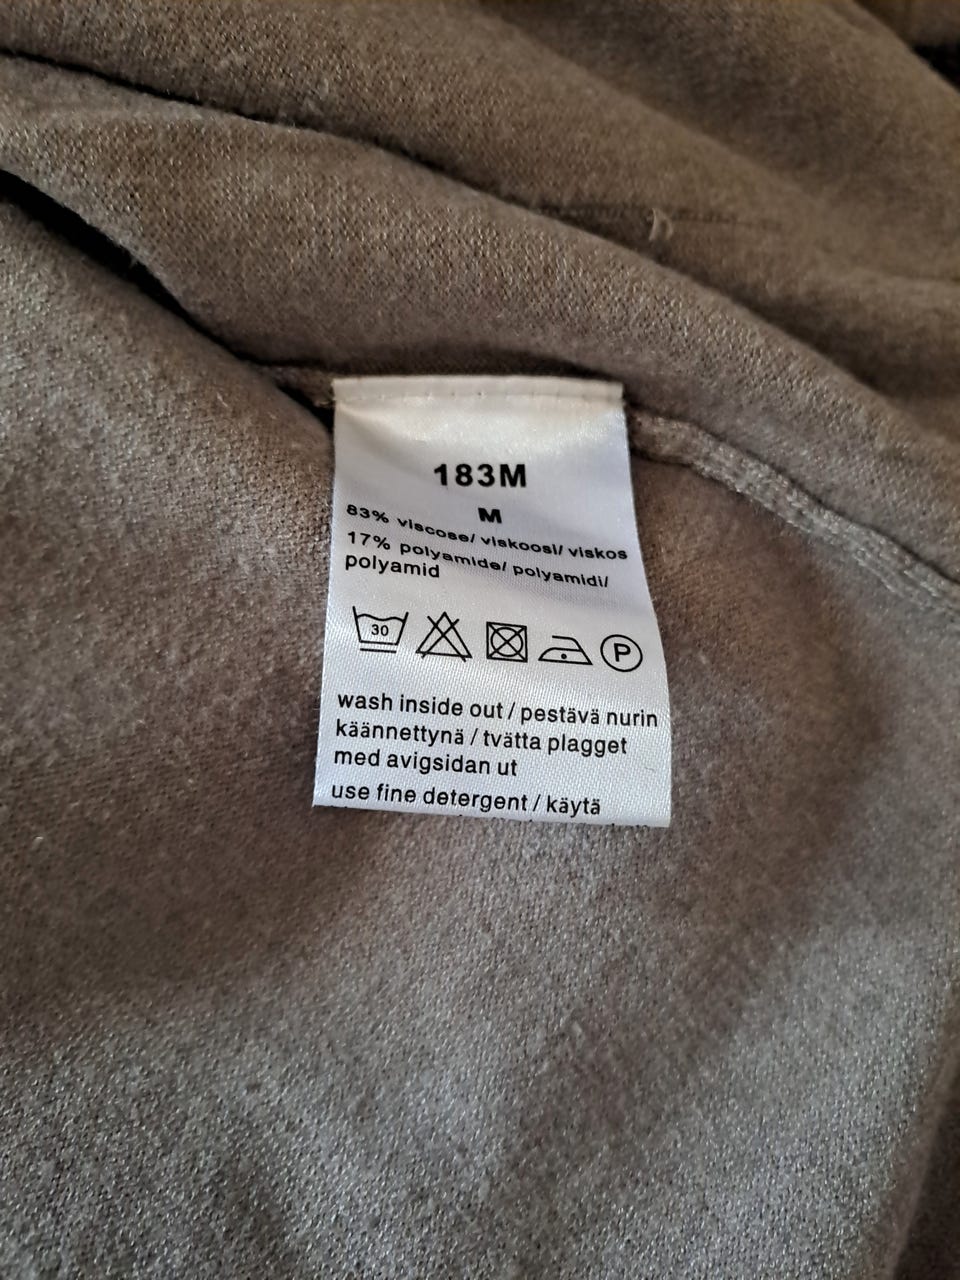 183M
M
83% viscose/ viskoosi/ viskos
17% polyamide/ polyamidi/
polyamid
30
P
wash inside out / pestävä nurin
käännettynä / tvätta plagget
med avigsidan ut
use fine detergent / käytä